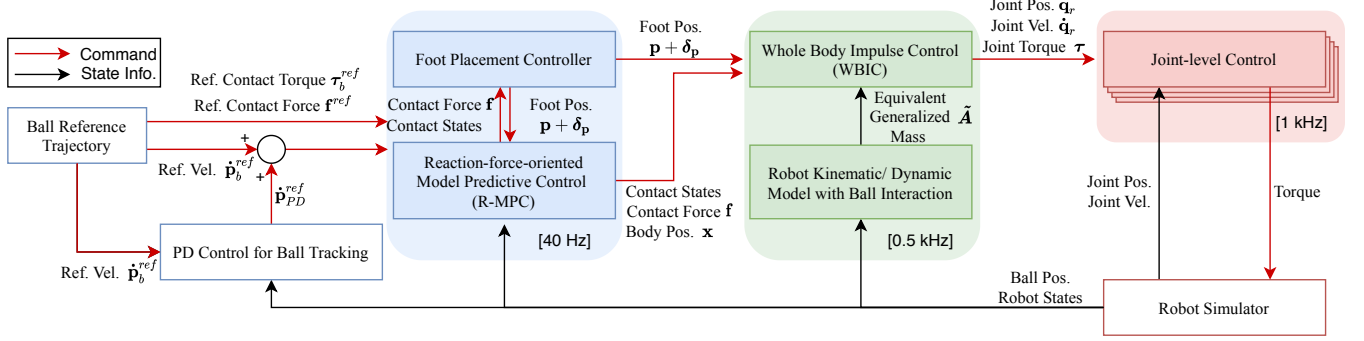 Command
State Info.
Ball Reference
Trajectory
Ref. Contact Torque τ_b^{ref}
Ref. Contact Force f^{ref}
Ref. Vel. ṗ_b^{ref}
+
+
ṗ_{PD}^{ref}
Ref. Vel. ṗ_b^{ref}
PD Control for Ball Tracking
Foot Placement Controller
Contact Force f
Contact States
Foot Pos.
p + δ_p
Reaction-force-oriented
Model Predictive Control
(R-MPC)
[40 Hz]
Foot Pos.
p + δ_p
Contact States
Contact Force f
Body Pos. x
Whole Body Impulse Control
(WBIC)
Equivalent
Generalized Ã
Mass
Robot Kinematic/ Dynamic
Model with Ball Interaction
[0.5 kHz]
Joint Pos. q_r
Joint Vel. q̇_r
Joint Torque τ
Joint-level Control
[1 kHz]
Joint Pos.
Joint Vel.
Torque
Ball Pos.
Robot States
Robot Simulator